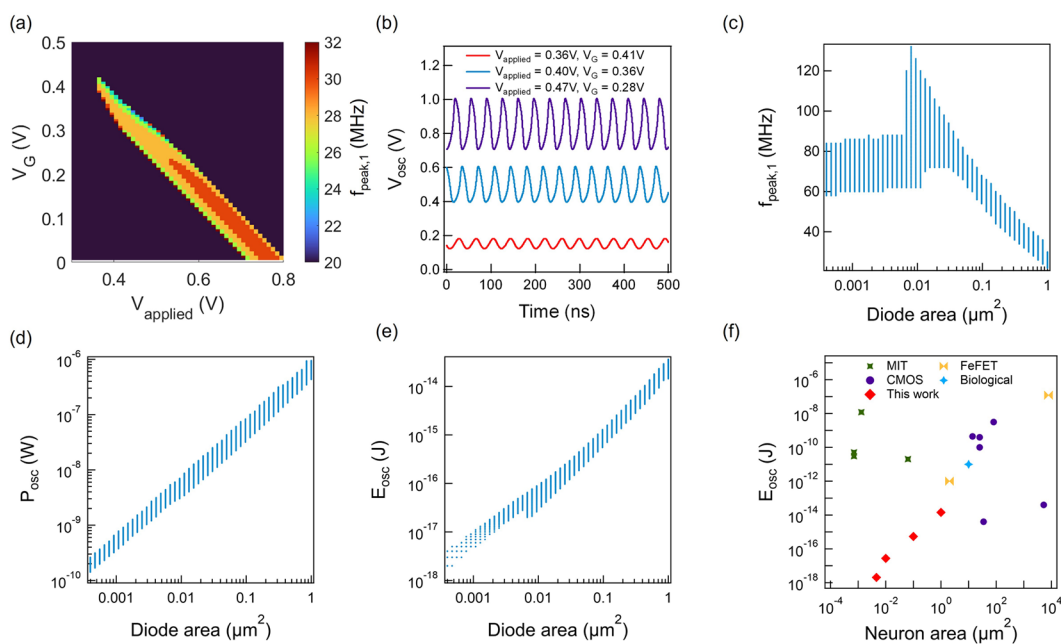 (a)
0.5
0.4
0.3
0.2
0.1
0
V_G (V)
0.4 0.6 0.8
V_applied
(V)
32
30
28
26
24
22
20
f_peak,1
(MHz)
(b)
V_applied = 0.36V, V_G = 0.41V
V_applied = 0.40V, V_G = 0.36V
V_applied = 0.47V, V_G = 0.28V
1.2
1.0
0.8
0.6
0.4
0.2
0.0
V_osc (V)
0 100 200 300 400 500
Time (ns)
(c)
120
100
80
60
40
f_peak,1 (MHz)
0.001 0.01 0.1 1
Diode area (µm²)
(d)
10⁻⁶
10⁻⁷
10⁻⁸
10⁻⁹
10⁻¹⁰
P_osc (W)
0.001 0.01 0.1 1
Diode area (µm²)
(e)
10⁻¹⁴
10⁻¹⁵
10⁻¹⁶
10⁻¹⁷
10⁻¹⁸
E_osc (J)
0.001 0.01 0.1 1
Diode area (µm²)
(f)
MIT FeFET
CMOS Biological
This work
10⁻⁶
10⁻⁸
10⁻¹⁰
10⁻¹²
10⁻¹⁴
10⁻¹⁶
10⁻¹⁸
E_osc (J)
10⁻⁴ 10⁻² 10⁰ 10² 10⁴
Neuron area (µm²)